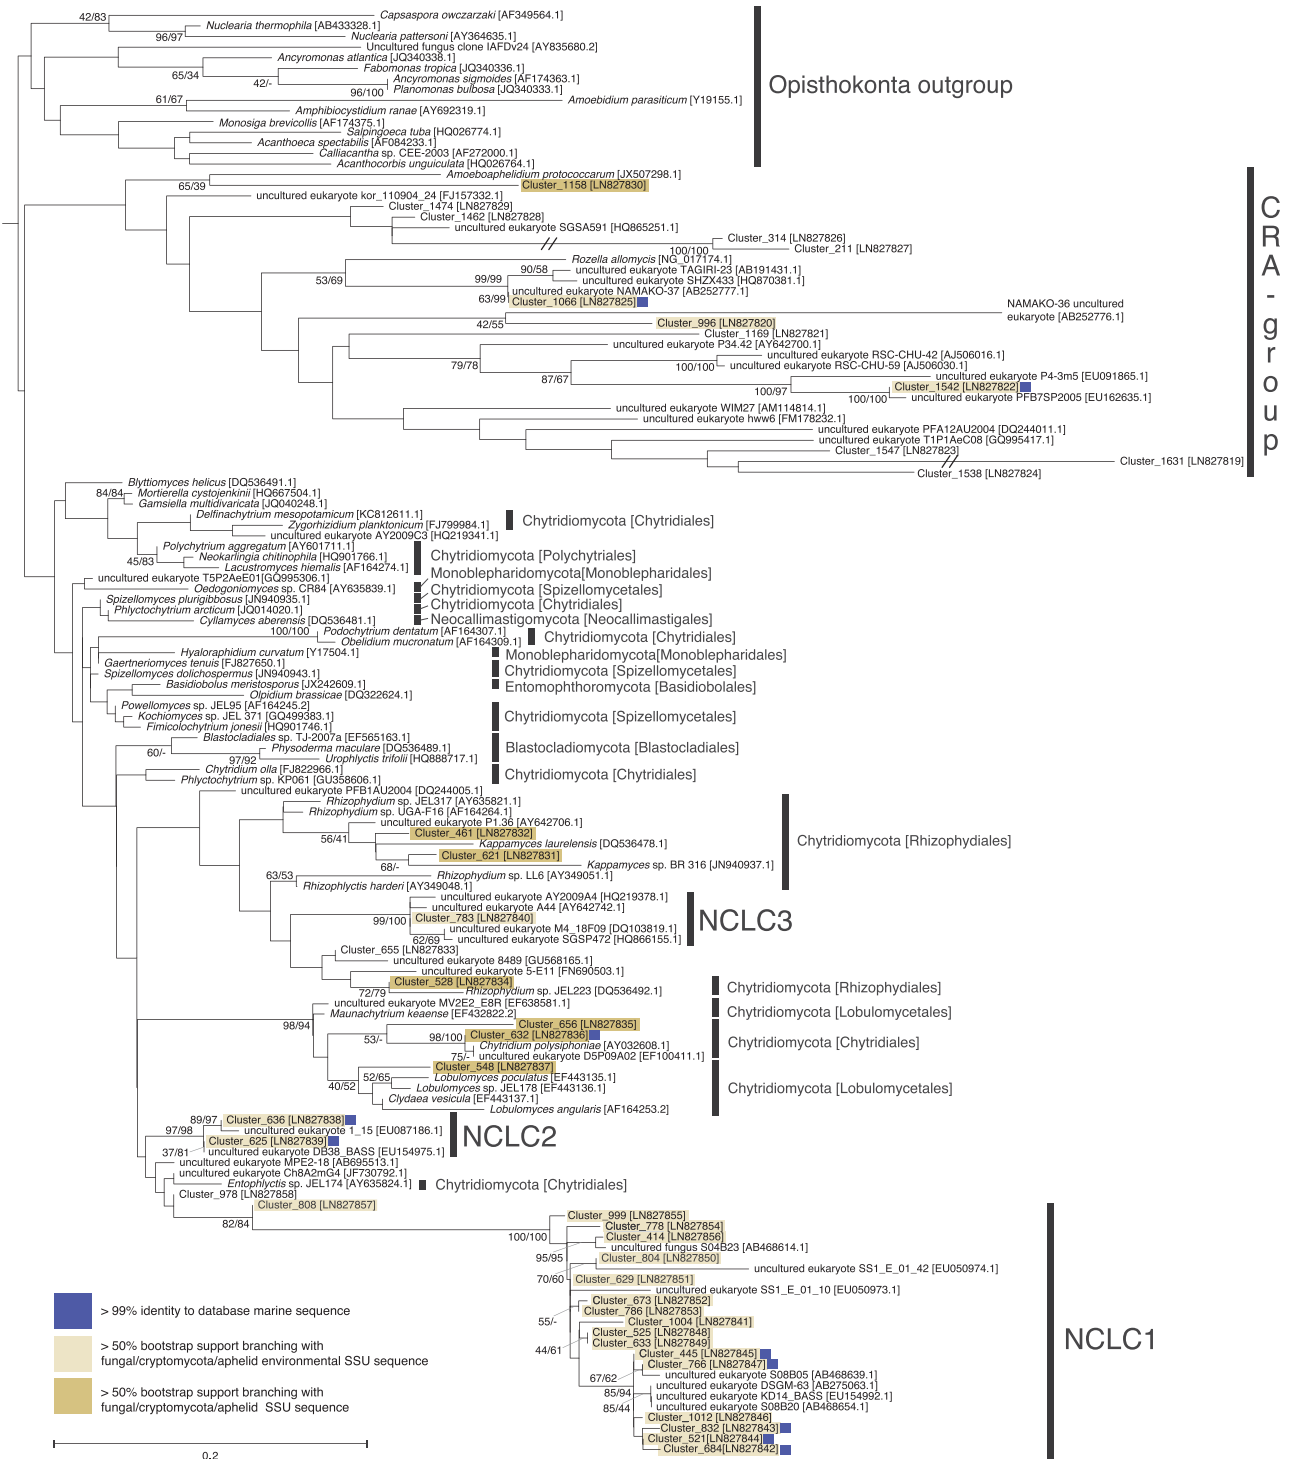 42/83
Capsaspora owczarzaki [AF349564.1]
Nuclearia thermophila [AB433328.1]
96/97
Nuclearia pattersoni [AY364635.1]
Uncultured fungus clone IAFDv24 [AY835680.2]
Ancyromonas atlantica [JQ340338.1]
65/34
Fabomonas tropica [JQ340336.1]
42/-
Ancyromonas sigmoides [AF174363.1]
96/100
Planomonas bulbosa [JQ340333.1]
61/67
Amoebidium parasiticum [Y19155.1]
Amphibiocystidium ranae [AY692319.1]
Monosiga brevicollis [AF174375.1]
Salpingoeca tuba [HQ026774.1]
Acanthoeca spectabilis [AF084233.1]
Calliacantha sp. CEE-2003 [AF272000.1]
Acanthocorbis unguiculata [HQ026764.1]
Opisthokonta outgroup
Amoeboaphelidium protococcarum [JX507298.1]
65/39
Cluster_1158 [LN827830]
uncultured eukaryote kor_110904_24 [FJ157332.1]
Cluster_1474 [LN827829]
Cluster_1462 [LN827828]
uncultured eukaryote SGSA591 [HQ865251.1]
Cluster_314 [LN827826]
100/100
Cluster_211 [LN827827]
Rozella allomycis [NG_017174.1]
53/69
90/58
uncultured eukaryote TAGIRI-23 [AB191431.1]
99/99
uncultured eukaryote SHZX433 [HQ870381.1]
uncultured eukaryote NAMAKO-37 [AB252777.1]
63/99
Cluster_1066 [LN827825]
NAMAKO-36 uncultured
eukaryote [AB252776.1]
42/55
Cluster_996 [LN827820]
Cluster_1169 [LN827821]
uncultured eukaryote P34.42 [AY642700.1]
79/78
uncultured eukaryote RSC-CHU-42 [AJ506016.1]
100/100
uncultured eukaryote RSC-CHU-59 [AJ506030.1]
87/67
uncultured eukaryote P4-3m5 [EU091865.1]
100/97
Cluster_1542 [LN827822]
100/100
uncultured eukaryote PFB7SP2005 [EU162635.1]
uncultured eukaryote WIM27 [AM114814.1]
uncultured eukaryote hww6 [FM178232.1]
uncultured eukaryote PFA12AU2004 [DQ244011.1]
uncultured eukaryote T1P1AeC08 [GQ995417.1]
Cluster_1547 [LN827823]
Cluster_1631 [LN827819]
Cluster_1538 [LN827824]
C
R
A
-
g
r
o
u
p
Blyttiomyces helicus [DQ536491.1]
84/84
Mortierella cystojenkinii [HQ667504.1]
Gamsiella multidivaricata [JQ040248.1]
Delfinachytrium mesopotamicum [KC812611.1]
Zygorhizidium planktonicum [FJ799984.1]
uncultured eukaryote AY2009C3 [HQ219341.1]
Chytridiomycota [Chytridiales]
Polychytrium aggregatum [AY601711.1]
Neokarlingia chitinophila [HQ901766.1]
45/83
Lacustromyces hiemalis [AF164274.1]
Chytridiomycota [Polychytriales]
uncultured eukaryote T5P2AeE01[GQ995306.1]
Monoblepharidomycota[Monoblepharidales]
Oedogoniomyces sp. CR84 [AY635839.1]
Chytridiomycota [Spizellomycetales]
Spizellomyces plurigibbosus [JN940935.1]
Chytridiomycota [Chytridiales]
Phlyctochytrium arcticum [JQ014020.1]
Cyllamyces aberensis [DQ536481.1]
Neocallimastigomycota [Neocallimastigales]
100/100
Podochytrium dentatum [AF164307.1]
Obelidium mucronatum [AF164309.1]
Chytridiomycota [Chytridiales]
Hyaloraphidium curvatum [Y17504.1]
Monoblepharidomycota[Monoblepharidales]
Gaertneriomyces tenuis [FJ827650.1]
Spizellomyces dolichospermus [JN940943.1]
Chytridiomycota [Spizellomycetales]
Basidiobolus meristosporus [JX242609.1]
Entomophthoromycota [Basidiobolales]
Olpidium brassicae [DQ322624.1]
Powellomyces sp. JEL95 [AF164245.2]
Kochiomyces sp. JEL 371 [GQ499383.1]
Fimicolochytrium jonesii [HQ901746.1]
Chytridiomycota [Spizellomycetales]
Blastocladiales sp. TJ-2007a [EF565163.1]
60/-
Physoderma maculare [DQ536489.1]
97/92
Urophlyctis trifolii [HQ888717.1]
Blastocladiomycota [Blastocladiales]
Chytridium olla [FJ822966.1]
Phlyctochytrium sp. KP061 [GU358606.1]
Chytridiomycota [Chytridiales]
uncultured eukaryote PFB1AU2004 [DQ244005.1]
Rhizophydium sp. JEL317 [AY635821.1]
Rhizophydium sp. UGA-F16 [AF164264.1]
uncultured eukaryote P1.36 [AY642706.1]
56/41
Cluster_461 [LN827832]
Kappamyces laurelensis [DQ536478.1]
Cluster_621 [LN827831]
68/-
Kappamyces sp. BR 316 [JN940937.1]
63/53
Rhizophydium sp. LL6 [AY349051.1]
Rhizophlyctis harderi [AY349048.1]
Chytridiomycota [Rhizophydiales]
uncultured eukaryote AY2009A4 [HQ219378.1]
uncultured eukaryote A44 [AY642742.1]
99/100
Cluster_783 [LN827840]
uncultured eukaryote M4_18F09 [DQ103819.1]
62/69
uncultured eukaryote SGSP472 [HQ866155.1]
NCLC3
Cluster_655 [LN827833]
uncultured eukaryote 8489 [GU568165.1]
uncultured eukaryote 5-E11 [FN690503.1]
Cluster_528 [LN827834]
72/79
Rhizophydium sp. JEL223 [DQ536492.1]
Chytridiomycota [Rhizophydiales]
uncultured eukaryote MV2E2_E8R [EF638581.1]
Maunachytrium keaense [EF432822.2]
Chytridiomycota [Lobulomycetales]
98/94
Cluster_656 [LN827835]
53/-
98/100
Cluster_632 [LN827836]
Chytridium polysiphoniae [AY032608.1]
75/-
uncultured eukaryote D5P09A02 [EF100411.1]
Chytridiomycota [Chytridiales]
Cluster_548 [LN827837]
52/65
Lobulomyces poculatus [EF443135.1]
40/52
Lobulomyces sp. JEL178 [EF443136.1]
Clydaea vesicula [EF443137.1]
Lobulomyces angularis [AF164253.2]
Chytridiomycota [Lobulomycetales]
89/97
Cluster_636 [LN827838]
97/98
uncultured eukaryote 1_15 [EU087186.1]
Cluster_625 [LN827839]
37/81
uncultured eukaryote DB38_BASS [EU154975.1]
NCLC2
uncultured eukaryote MPE2-18 [AB695513.1]
uncultured eukaryote Ch8A2mG4 [JF730792.1]
Entophlyctis sp. JEL174 [AY635824.1]
Chytridiomycota [Chytridiales]
Cluster_978 [LN827858]
Cluster_808 [LN827857]
82/84
Cluster_999 [LN827855]
100/100
Cluster_778 [LN827854]
Cluster_414 [LN827856]
uncultured fungus S04B23 [AB468614.1]
95/95
Cluster_804 [LN827850]
uncultured eukaryote SS1_E_01_42 [EU050974.1]
70/60
Cluster_629 [LN827851]
uncultured eukaryote SS1_E_01_10 [EU050973.1]
Cluster_673 [LN827852]
Cluster_786 [LN827853]
55/-
Cluster_1004 [LN827841]
Cluster_525 [LN827848]
Cluster_633 [LN827849]
44/61
Cluster_445 [LN827845]
Cluster_766 [LN827847]
67/62
uncultured eukaryote S08B05 [AB468639.1]
uncultured eukaryote DSGM-63 [AB275063.1]
85/94
uncultured eukaryote KD14_BASS [EU154992.1]
85/44
uncultured eukaryote S08B20 [AB468654.1]
Cluster_1012 [LN827846]
Cluster_832 [LN827843]
Cluster_521[LN827844]
Cluster_684[LN827842]
NCLC1
> 99% identity to database marine sequence
> 50% bootstrap support branching with
fungal/cryptomycota/aphelid environmental SSU sequence
> 50% bootstrap support branching with
fungal/cryptomycota/aphelid SSU sequence
0.2